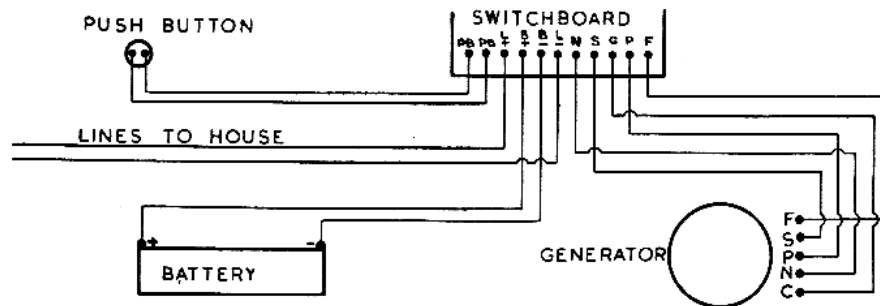 SWITCHBOARD
PUSH BUTTON
PB PB L+ B+ B- L- N S G P F
LINES TO HOUSE
+ -
BATTERY
GENERATOR
F
S
P
N
C